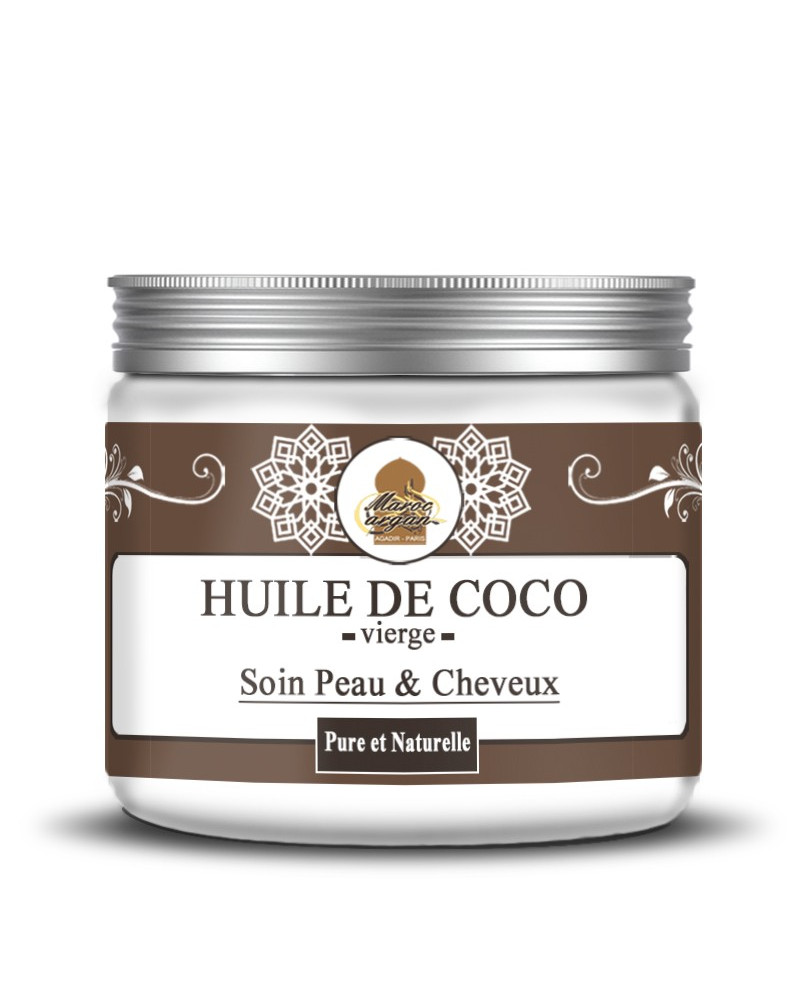 Maroc
argan
AGADIR - PARIS
HUILE DE COCO
- vierge -
Soin Peau & Cheveux
Pure et Naturelle